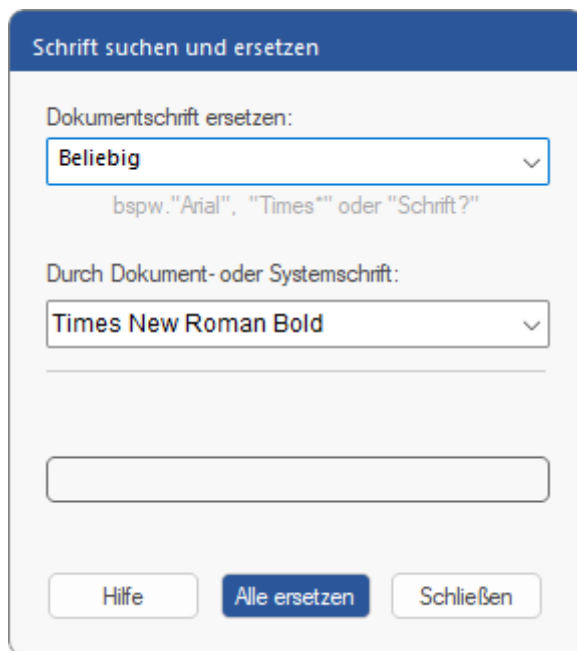 Schrift suchen und ersetzen
Dokumentschrift ersetzen:
Beliebig
bspw."Arial", "Times*" oder "Schrift?"
Durch Dokument- oder Systemschrift:
Times New Roman Bold
Hilfe
Alle ersetzen
Schließen